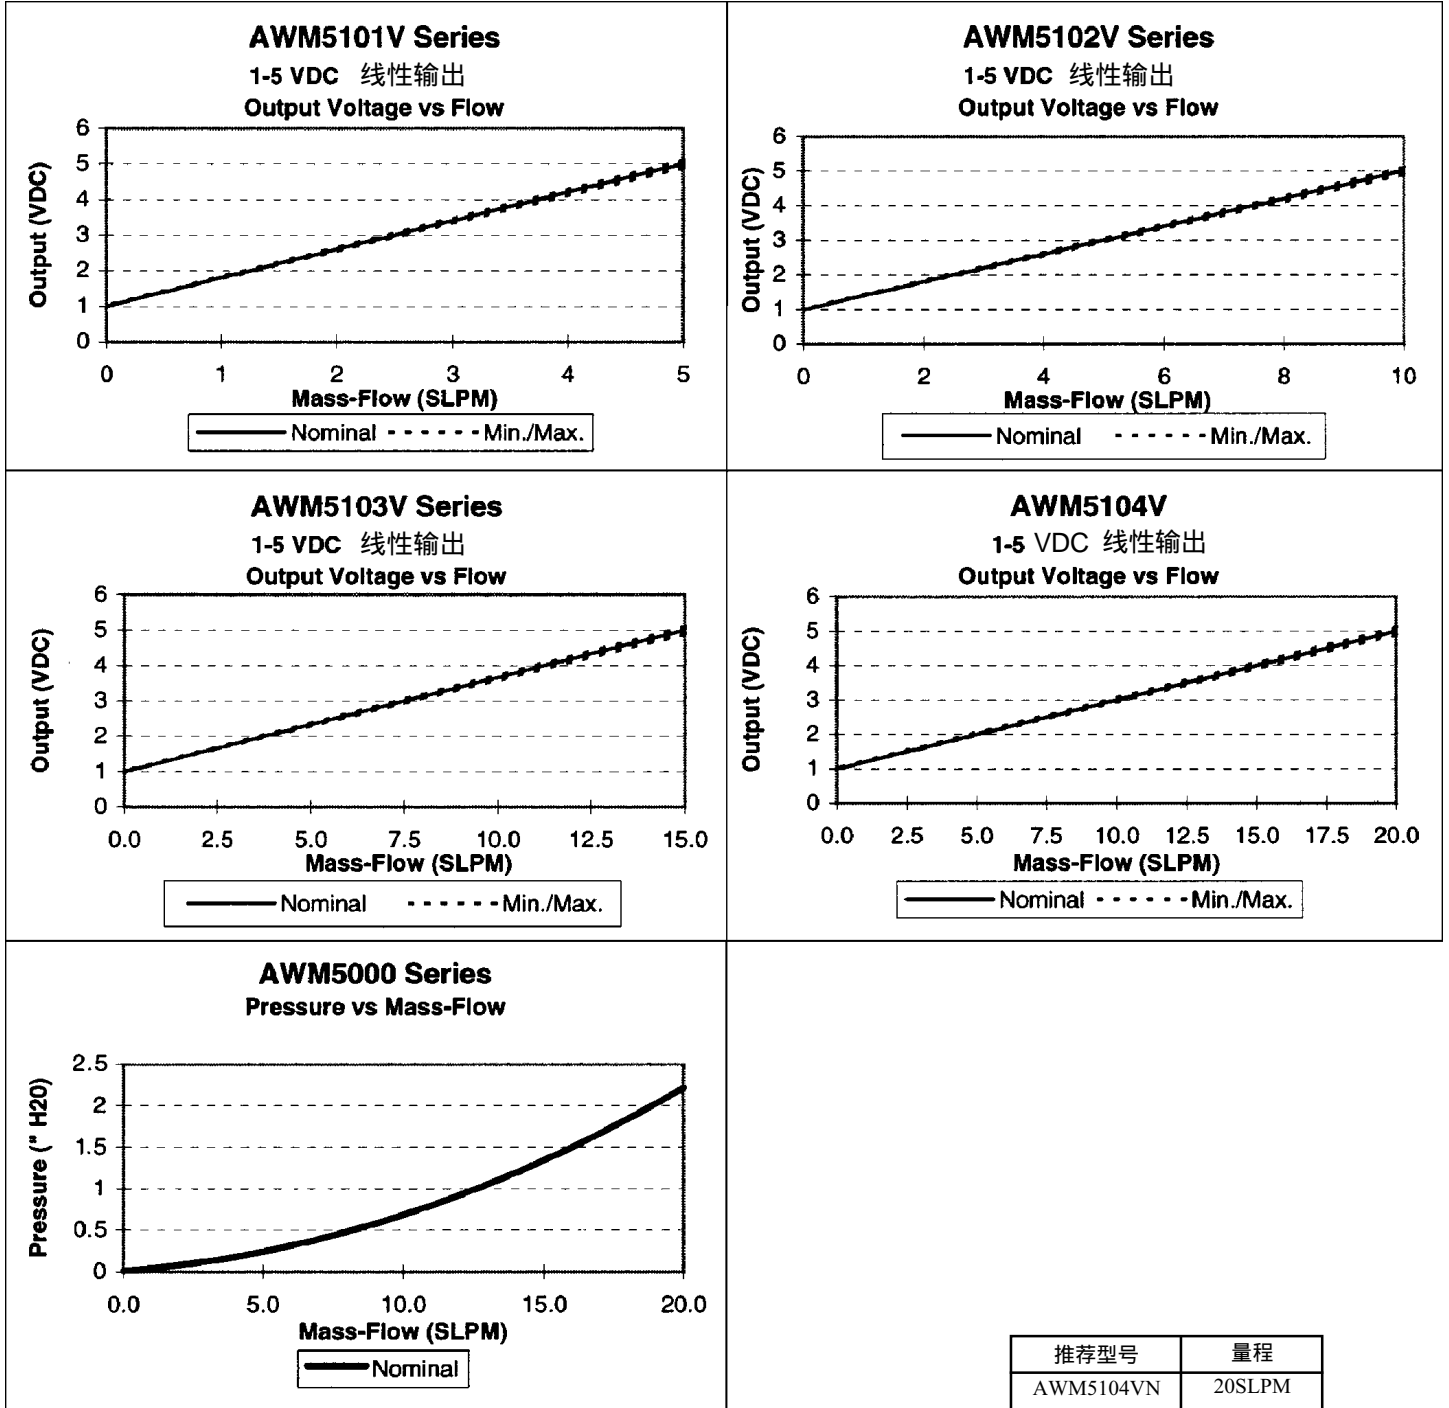 AWM5101V Series
1-5 VDC 线性输出
Output Voltage vs Flow
Output (VDC)
6
5
4
3
2
1
0
0 1 2 3 4 5
Mass-Flow (SLPM)
Nominal Min./Max.
AWM5102V Series
1-5 VDC 线性输出
Output Voltage vs Flow
Output (VDC)
6
5
4
3
2
1
0
0 2 4 6 8 10
Mass-Flow (SLPM)
Nominal Min./Max.
AWM5103V Series
1-5 VDC 线性输出
Output Voltage vs Flow
Output (VDC)
6
5
4
3
2
1
0
0.0 2.5 5.0 7.5 10.0 12.5 15.0
Mass-Flow (SLPM)
Nominal Min./Max.
AWM5104V
1-5 VDC 线性输出
Output Voltage vs Flow
Output (VDC)
6
5
4
3
2
1
0
0.0 2.5 5.0 7.5 10.0 12.5 15.0 17.5 20.0
Mass-Flow (SLPM)
Nominal Min./Max.
AWM5000 Series
Pressure vs Mass-Flow
Pressure (" H20)
2.5
2
1.5
1
0.5
0
0.0 5.0 10.0 15.0 20.0
Mass-Flow (SLPM)
Nominal
推荐型号 量程
AWM5104VN 20SLPM